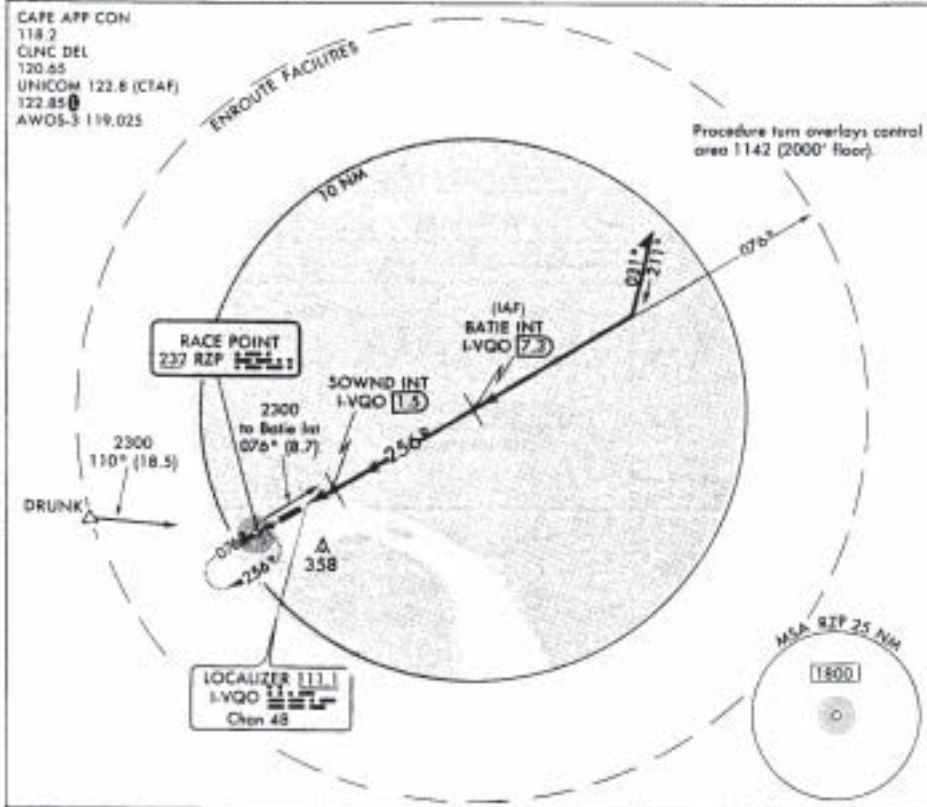 CAPE APP CON
118.2
CLNC DEL
120.65
UNICOM 122.8 (CTAF)
122.85
AWOS-3 119.025
ENROUTE FACILITIES
Procedure turn overlays control
area 1142 (2000' floor).
10 NM
076°
031°
211°
(IAF)
BATIE INT
I-VQO 7.3
RACE POINT
237 RZP
SOWND INT
I-VQO 1.5
2300
to Batie Int
076° (8.7)
256°
2300
110° (18.5)
DRUNK
076°
256°
358
LOCALIZER 111.1
I-VQO
Chan 48
MSA RZP 25 NM
1800